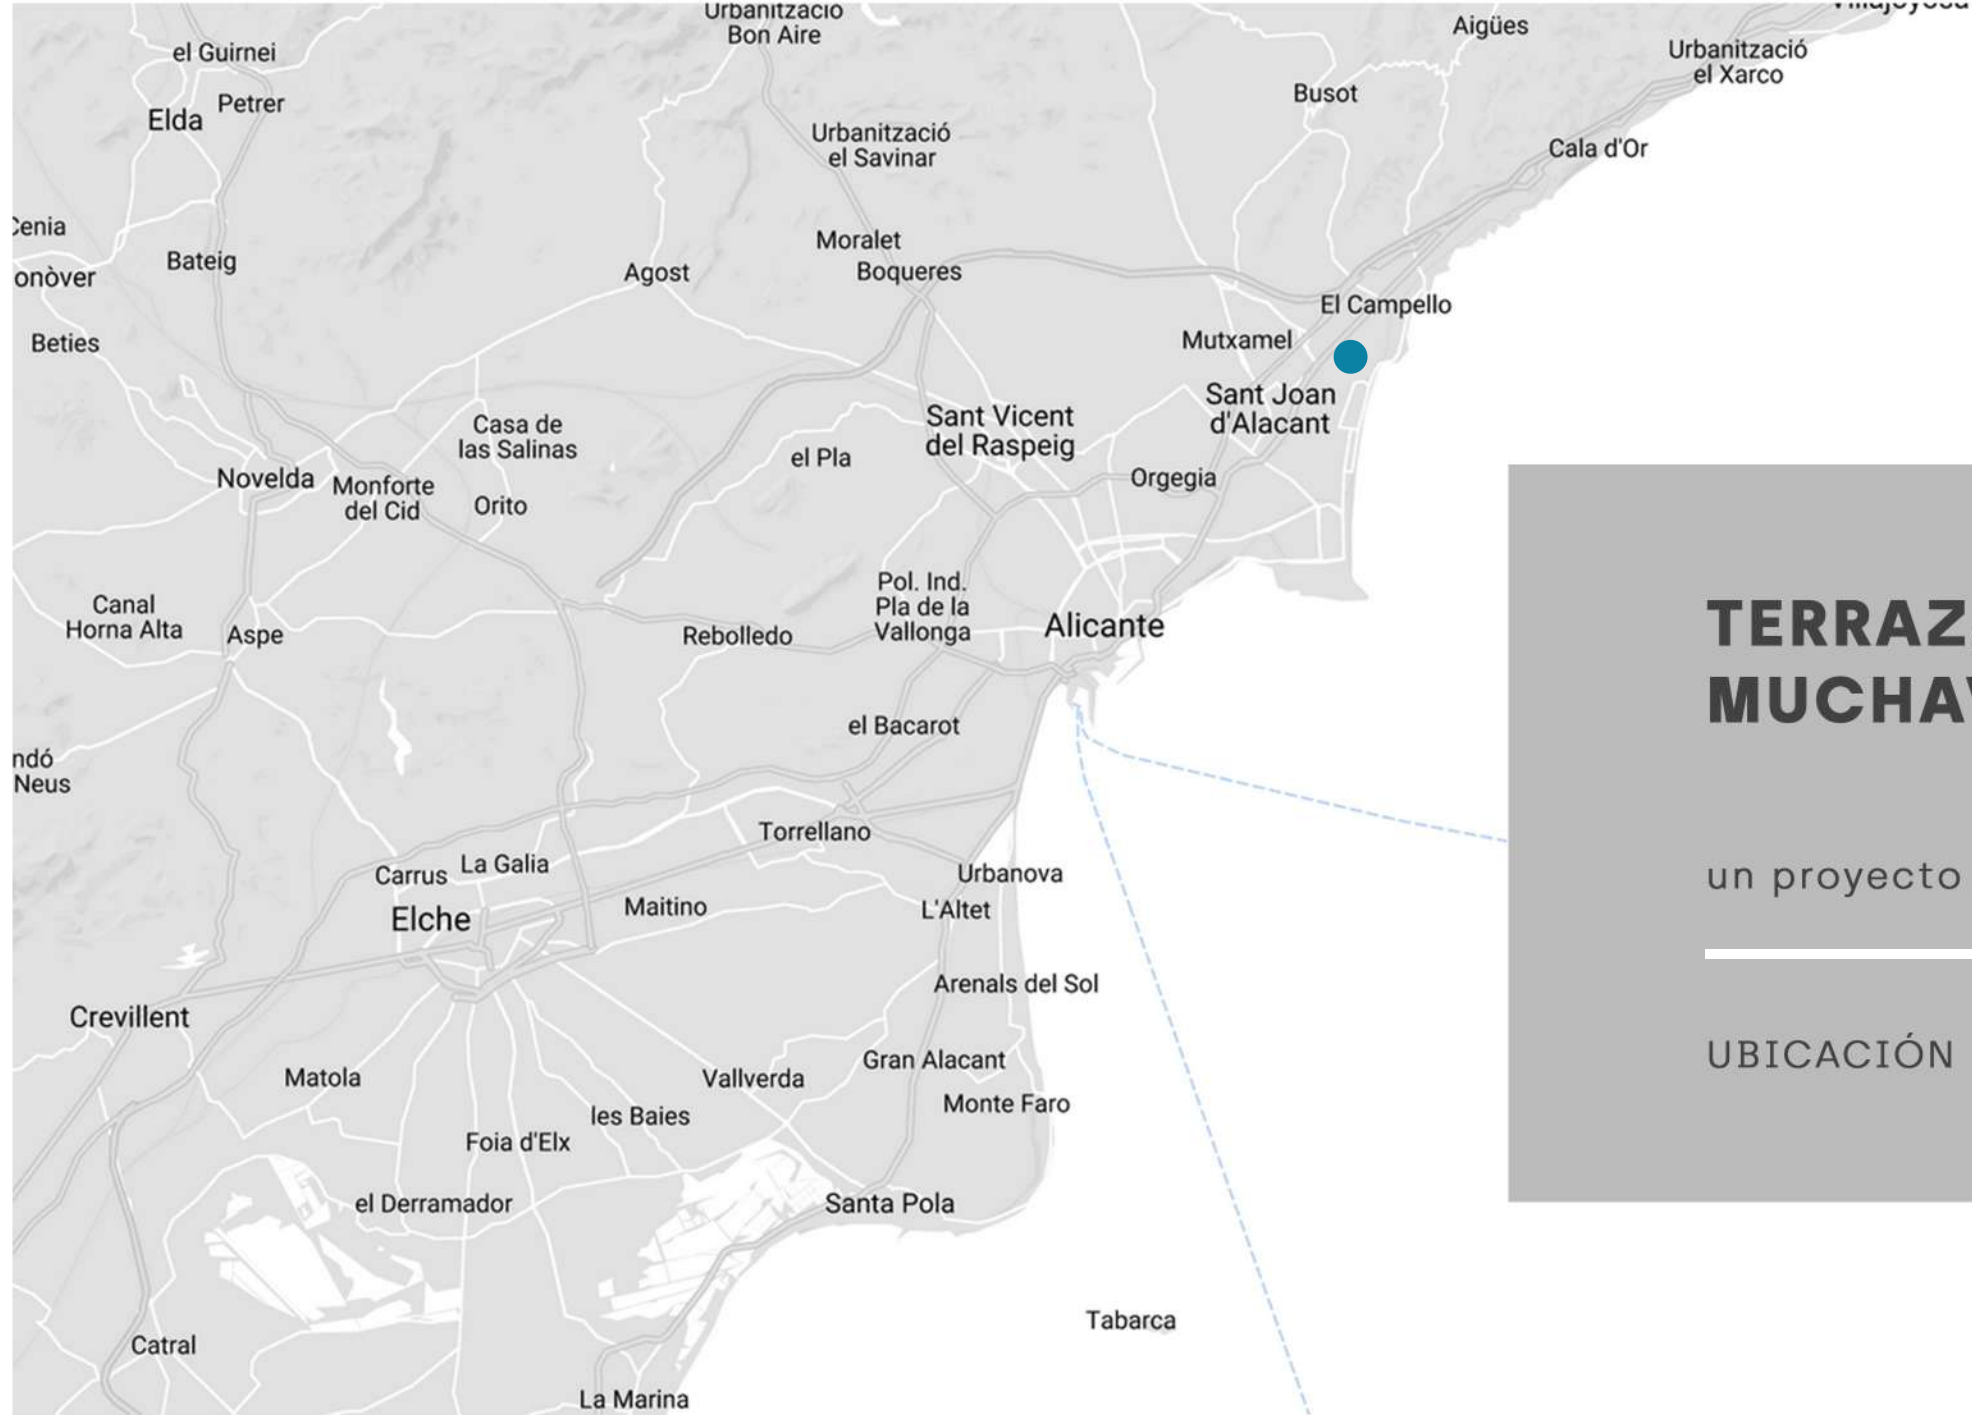 Urbanització
Bon Aire
Aigües
el Guirnei
Urbanització
el Xarco
Petrer
Elda
Busot
Urbanització
el Savinar
Cala d'Or
Moralet
Bateig
Agost
Boqueres
El Campello
Beties
Mutxamel
Sant Joan
d'Alacant
Casa de
las Salinas
Sant Vicent
del Raspeig
el Pla
Novelda
Monforte
del Cid
Orito
Orgegia
Pol. Ind.
Pla de la
Vallonga
Canal
Horna Alta
Aspe
Rebolledo
Alicante
TERRAZ
MUCHAV
el Bacarot
ndó
Neus
Torrellano
Carrus
La Galia
Urbanova
un proyecto
Elche
Maitino
L'Altet
Arenals del Sol
Crevillent
UBICACIÓN
Matola
Vallverda
Gran Alacant
Monte Faro
les Baies
Foia d'Elx
el Derramador
Santa Pola
Tabarca
Catral
La Marina